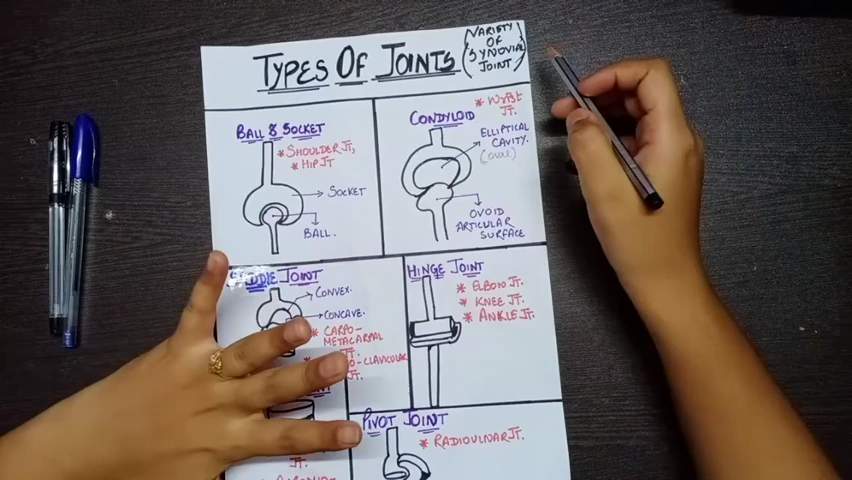 TYPES OF JOINTS
(VARIETY
OF
SYNOVIAL
JOINT)
BALL & SOCKET
* SHOULDER JT,
* HIP JT
SOCKET
BALL.
CONDYLOID
* WRIST
JT.
ELLIPTICAL
CAVITY.
(oval)
OVOID
ARTICULAR
SURFACE
JOINT
CONVEX.
CONCAVE.
* CARPO-
METACARPAL
JT.
-CLAVICULAR
JT.
HINGE JOINT
* ELBOW JT.
* KNEE JT.
* ANKLE JT.
JT.
PIVOT JOINT
* RADIOULNAR JT.